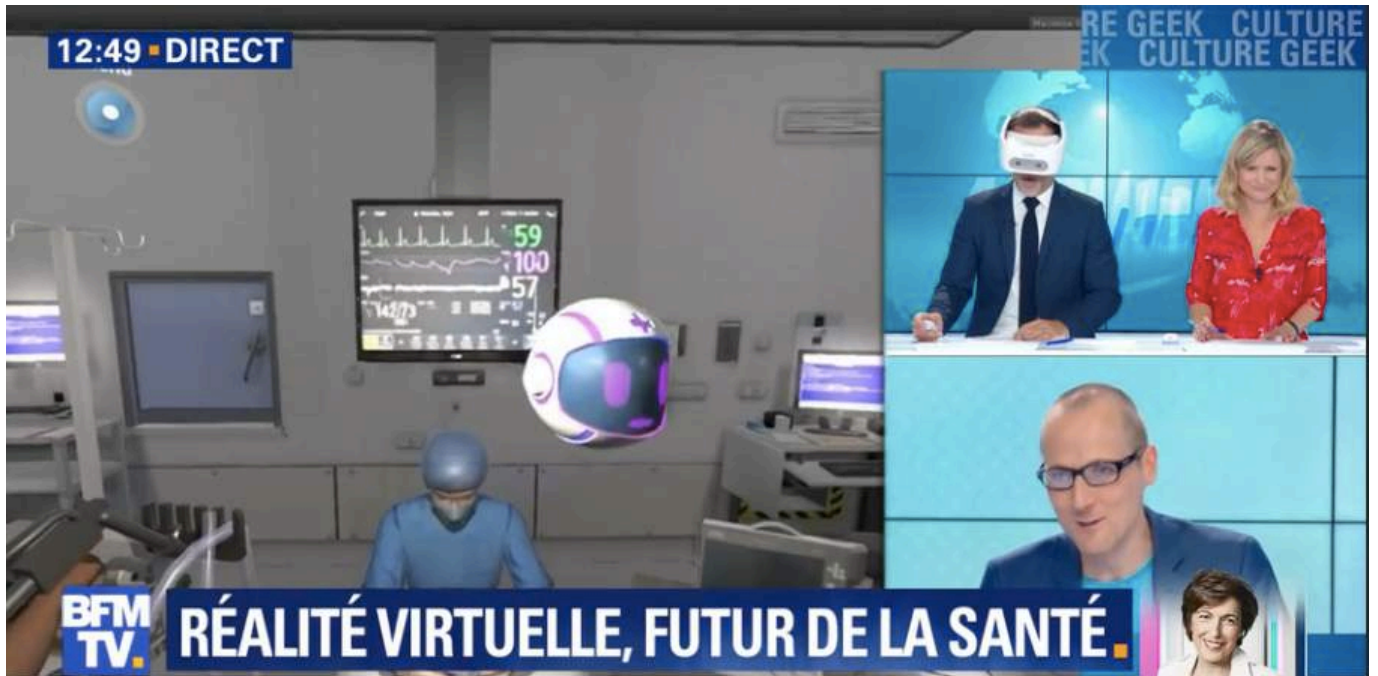 12:49 DIRECT
RE GEEK CULTURE
EK CULTURE GEEK
59
100
57
142/73
BFM
TV.
RÉALITÉ VIRTUELLE, FUTUR DE LA SANTÉ.